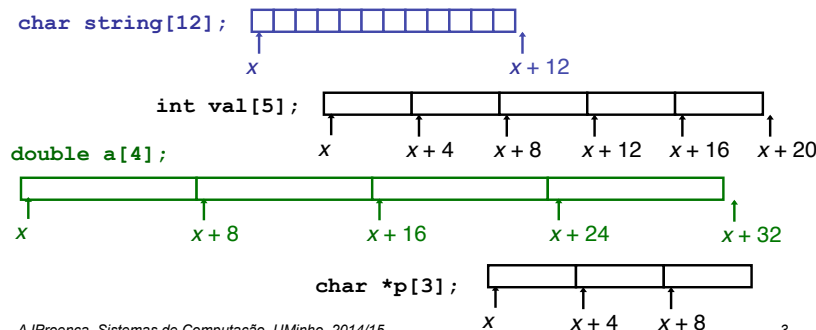 char string[12];
x x + 12
int val[5];
x x + 4 x + 8 x + 12 x + 16 x + 20
double a[4];
x x + 8 x + 16 x + 24 x + 32
char *p[3];
x x + 4 x + 8
AJProença, Sistemas de Computação, UMinho, 2014/15 3